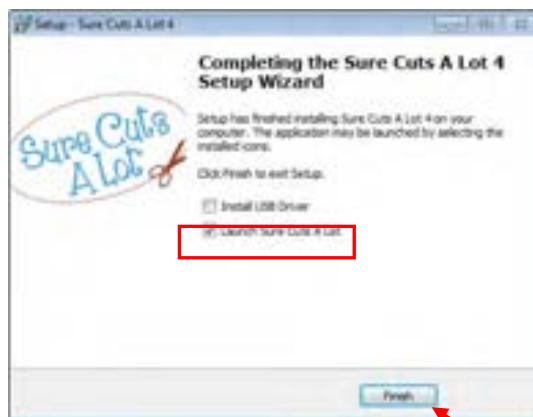 Setup - Sure Cuts A Lot 4
Completing the Sure Cuts A Lot 4
Setup Wizard
Setup has finished installing Sure Cuts A Lot 4 on your
computer. The application may be launched by selecting the
installed icons.
Click Finish to exit Setup.
Install USB Driver
Launch Sure Cuts A Lot
Sure Cuts
A Lot
Finish